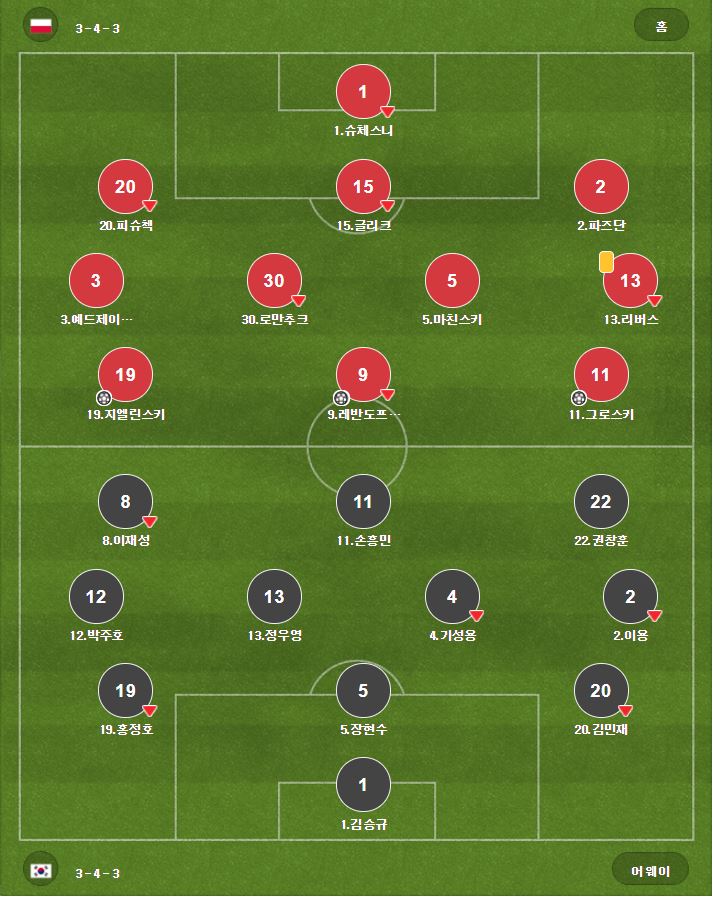 3-4-3 홈
1
1.슈체스니
20 15 2
20.피슈첵 15.글리크 2.파즈단
3 30 5 13
3.예드제이… 30.로만추크 5.마친스키 13.리버스
19 9 11
19.지엘린스키 9.레반도프… 11.그로스키
8 11 22
8.이재성 11.손흥민 22.권창훈
12 13 4 2
12.박주호 13.정우영 4.기성용 2.이용
19 5 20
19.홍정호 5.장현수 20.김민재
1
1.김승규
3-4-3 어웨이